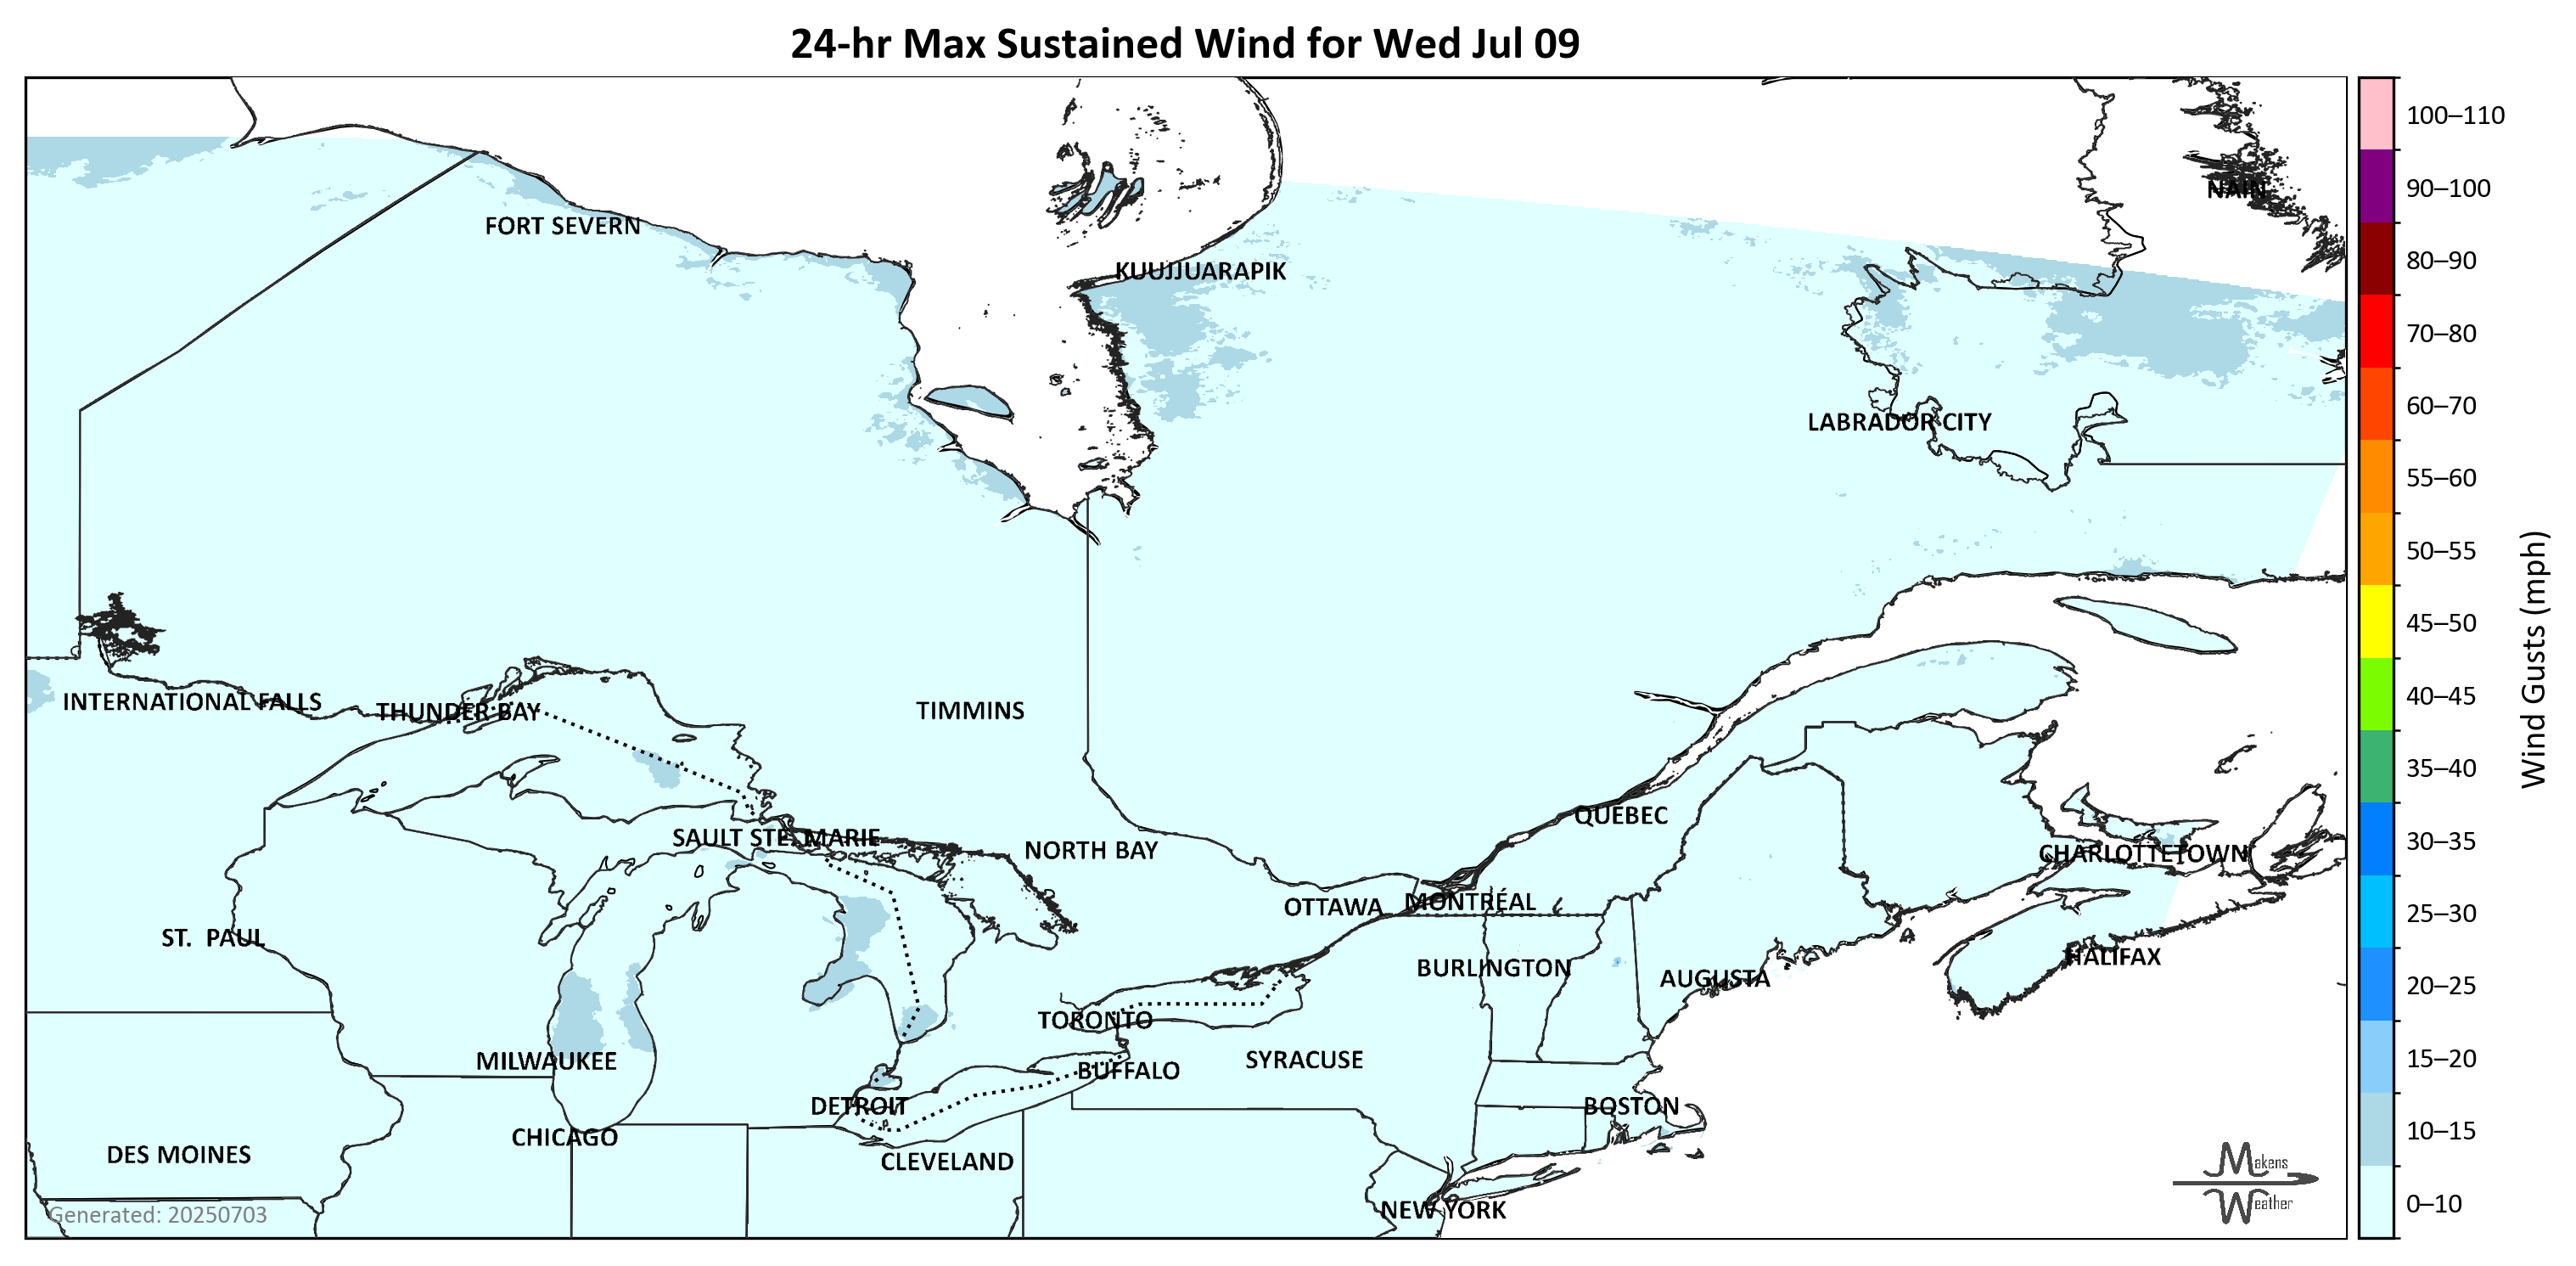 24-hr Max Sustained Wind for Wed Jul 09
100–110
90–100
NAIN
FORT SEVERN
80–90
KUUJJUARAPIK
70–80
60–70
LABRADOR CITY
55–60
50–55
45–50
Wind Gusts (mph)
40–45
INTERNATIONAL FALLS
THUNDER BAY
TIMMINS
35–40
QUÉBEC
30–35
SAULT STE. MARIE
NORTH BAY
CHARLOTTETOWN
OTTAWA
MONTRÉAL
25–30
ST. PAUL
HALIFAX
BURLINGTON
AUGUSTA
20–25
TORONTO
MILWAUKEE
SYRACUSE
15–20
BUFFALO
DETROIT
BOSTON
10–15
CHICAGO
DES MOINES
CLEVELAND
Makens
Weather
0–10
NEW YORK
Generated: 20250703